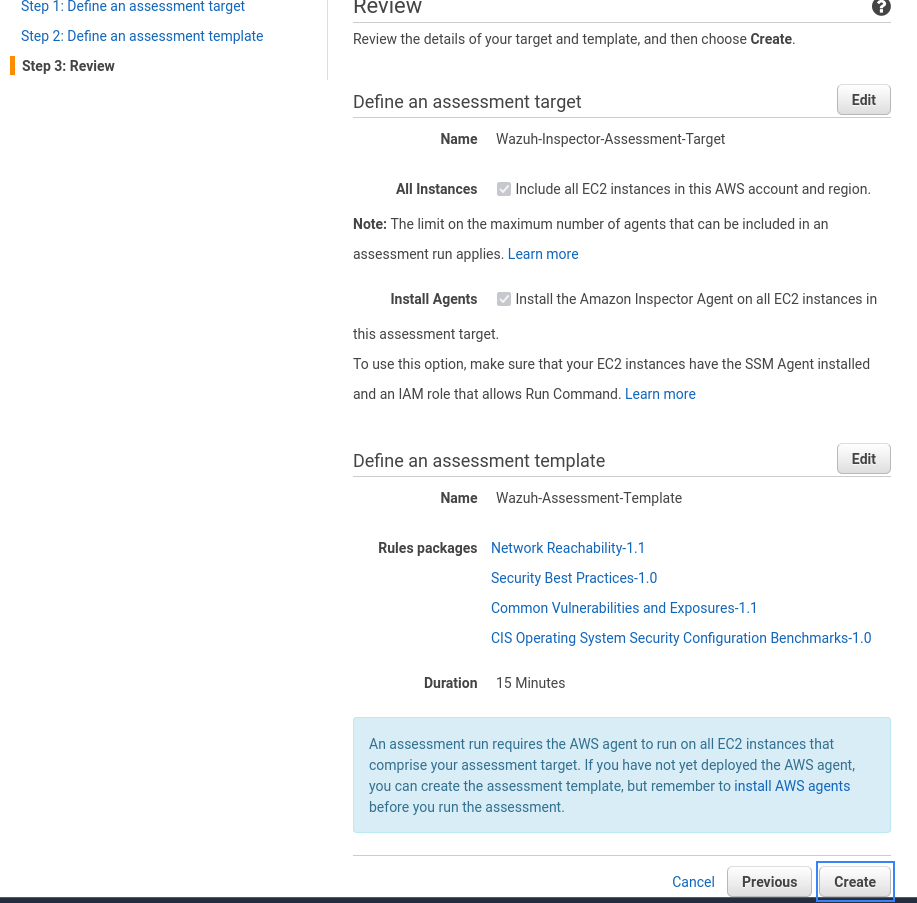 Step 1: Define an assessment target
Step 2: Define an assessment template
Step 3: Review
Review
?
Review the details of your target and template, and then choose Create.
Define an assessment target
Edit
Name Wazuh-Inspector-Assessment-Target
All Instances Include all EC2 instances in this AWS account and region.
Note: The limit on the maximum number of agents that can be included in an
assessment run applies. Learn more
Install Agents Install the Amazon Inspector Agent on all EC2 instances in
this assessment target.
To use this option, make sure that your EC2 instances have the SSM Agent installed
and an IAM role that allows Run Command. Learn more
Define an assessment template
Edit
Name Wazuh-Assessment-Template
Rules packages Network Reachability-1.1
Security Best Practices-1.0
Common Vulnerabilities and Exposures-1.1
CIS Operating System Security Configuration Benchmarks-1.0
Duration 15 Minutes
An assessment run requires the AWS agent to run on all EC2 instances that
comprise your assessment target. If you have not yet deployed the AWS agent,
you can create the assessment template, but remember to install AWS agents
before you run the assessment.
Cancel Previous Create